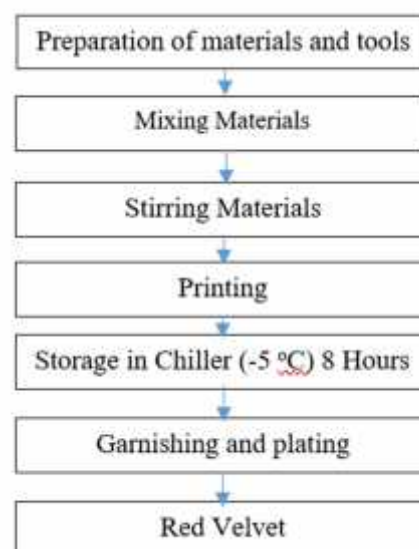 Preparation of materials and tools
Mixing Materials
Stirring Materials
Printing
Storage in Chiller (-5 ºC) 8 Hours
Garnishing and plating
Red Velvet